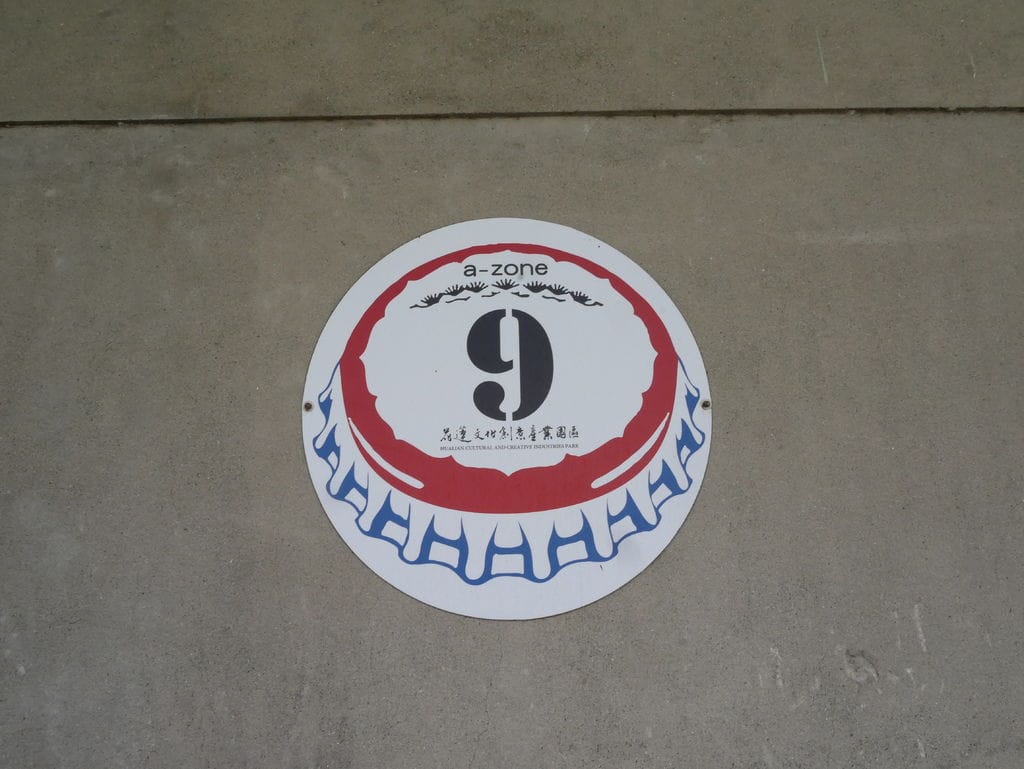 a-zone
9
花蓮文化創意產業園區
HUALIAN CULTURAL AND CREATIVE INDUSTRIES PARK